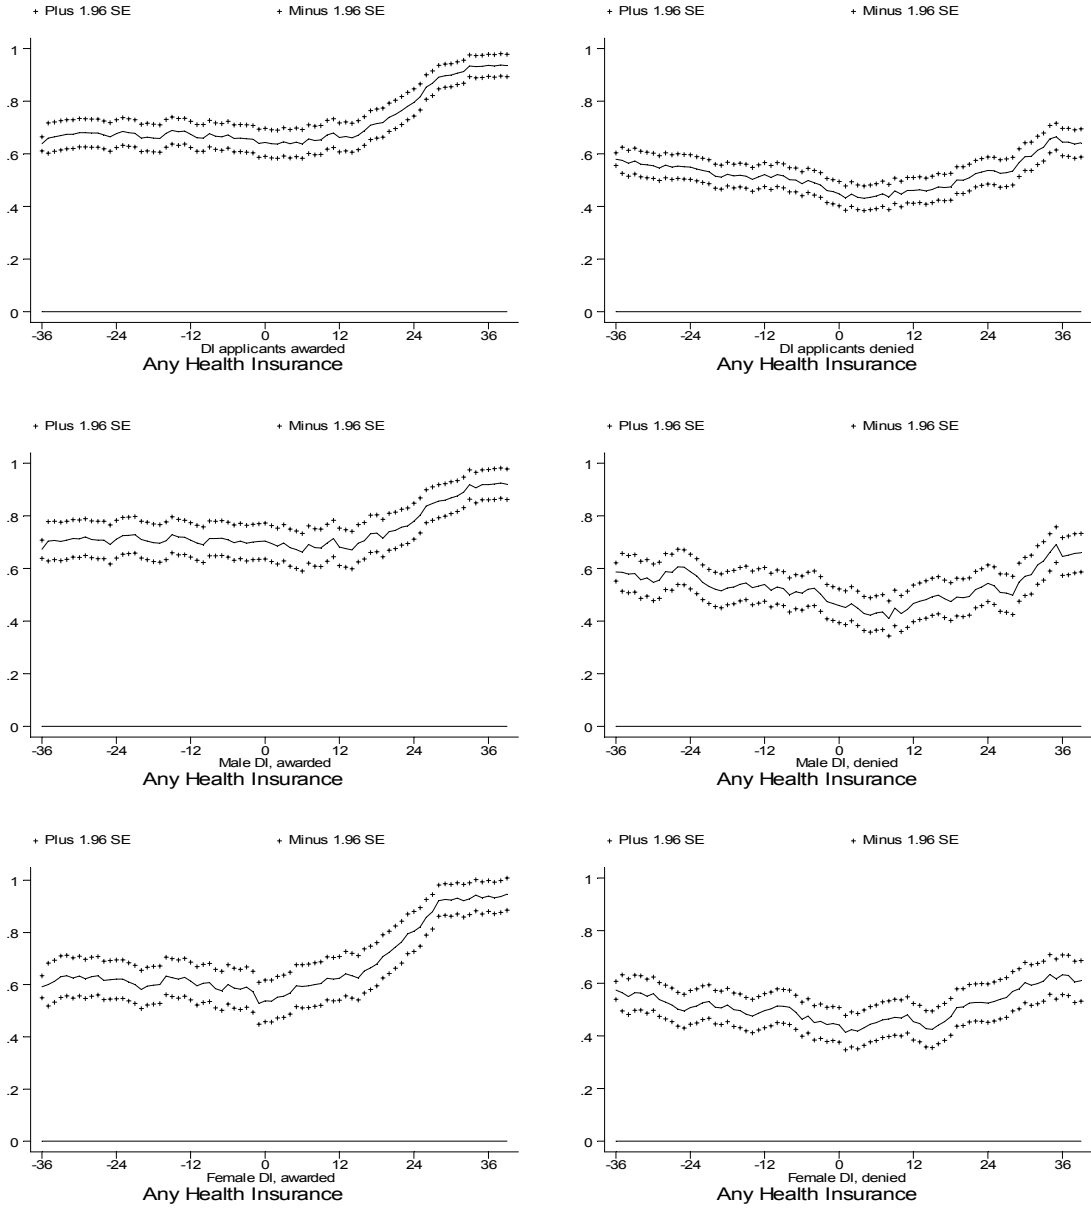 + Plus 1.96 SE + Minus 1.96 SE
1
.8
.6
.4
.2
0
-36 -24 -12 0 12 24 36
DI applicants awarded
Any Health Insurance
+ Plus 1.96 SE + Minus 1.96 SE
1
.8
.6
.4
.2
0
-36 -24 -12 0 12 24 36
DI applicants denied
Any Health Insurance
+ Plus 1.96 SE + Minus 1.96 SE
1
.8
.6
.4
.2
0
-36 -24 -12 0 12 24 36
Male DI, awarded
Any Health Insurance
+ Plus 1.96 SE + Minus 1.96 SE
1
.8
.6
.4
.2
0
-36 -24 -12 0 12 24 36
Male DI, denied
Any Health Insurance
+ Plus 1.96 SE + Minus 1.96 SE
1
.8
.6
.4
.2
0
-36 -24 -12 0 12 24 36
Female DI, awarded
Any Health Insurance
+ Plus 1.96 SE + Minus 1.96 SE
1
.8
.6
.4
.2
0
-36 -24 -12 0 12 24 36
Female DI, denied
Any Health Insurance